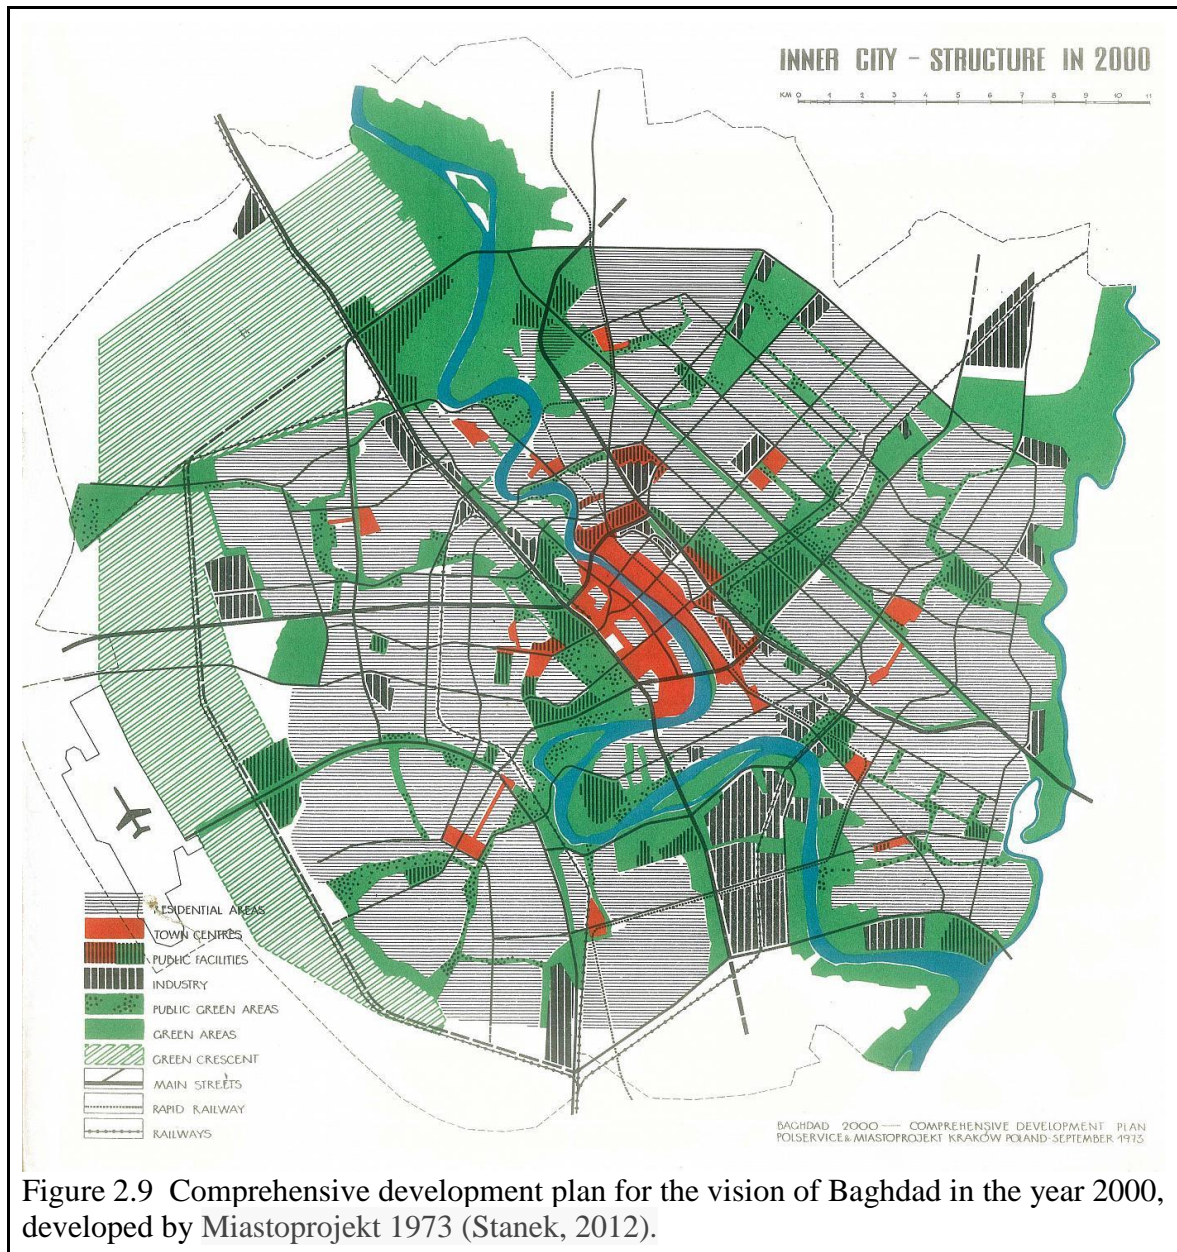 INNER CITY - STRUCTURE IN 2000
KM 0 1 2 3 4 5 6 7 8 9 10 11
RESIDENTIAL AREAS
TOWN CENTRES
PUBLIC FACILITIES
INDUSTRY
PUBLIC GREEN AREAS
GREEN AREAS
GREEN CRESCENT
MAIN STREETS
RAPID RAILWAY
RAILWAYS
BAGHDAD 2000 — COMPREHENSIVE DEVELOPMENT PLAN
POLSERVICE & MIASTOPROJEKT KRAKÓW POLAND-SEPTEMBER 1973
Figure 2.9 Comprehensive development plan for the vision of Baghdad in the year 2000,
developed by Miastoprojekt 1973 (Stanek, 2012).